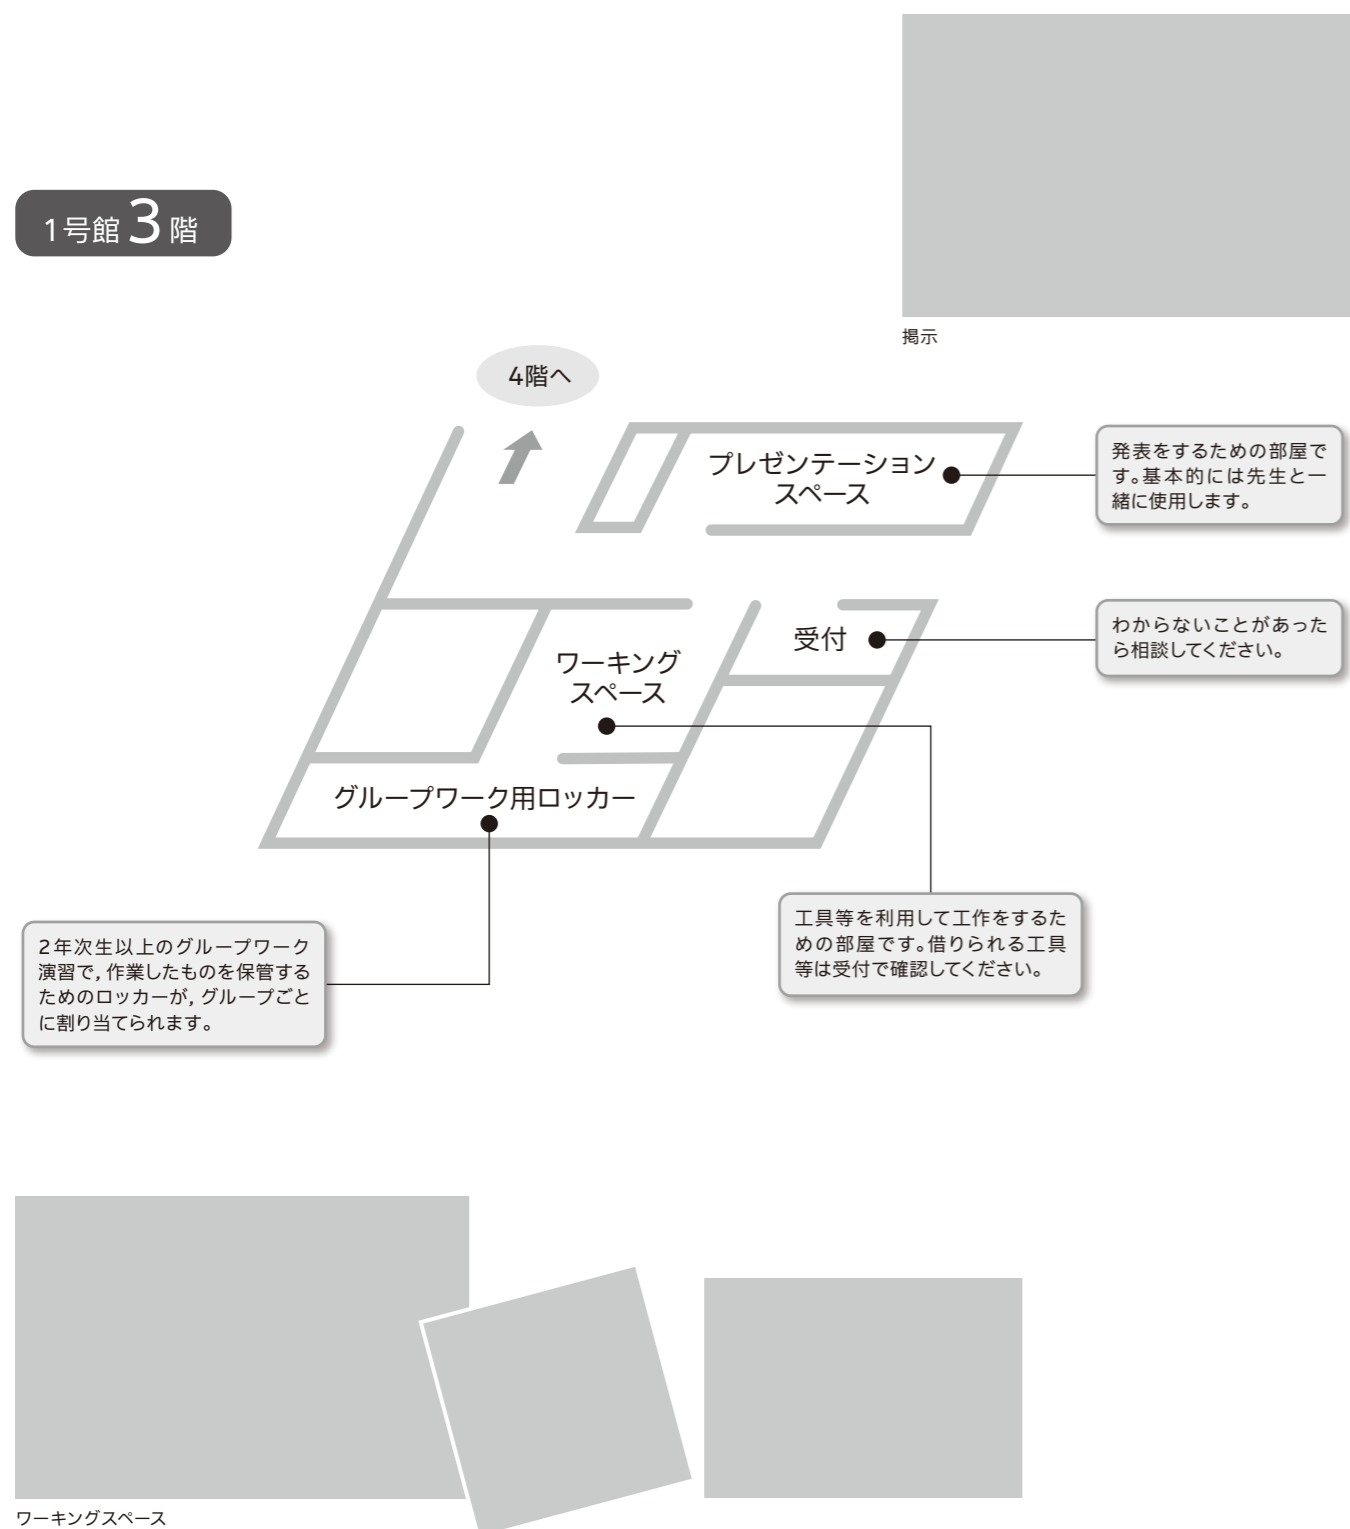 1号館 3 階
掲示
4階へ
プレゼンテーション
スペース
発表をするための部屋で
す。基本的には先生と一
緒に使用します。
受付
わからないことがあった
ら相談してください。
ワーキング
スペース
グループワーク用ロッカー
工具等を利用して工作をするた
めの部屋です。借りられる工具
等は受付で確認してください。
2年次生以上のグループワーク
演習で,作業したものを保管する
ためのロッカーが,グループごと
に割り当てられます。
ワーキングスペース